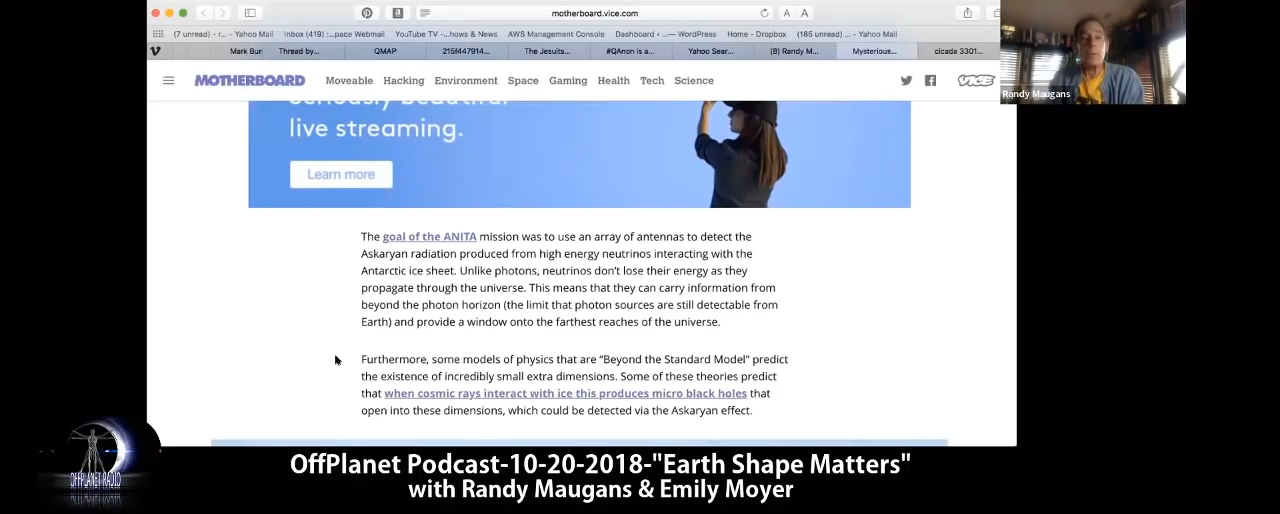 motherboard.vice.com
A A
(7 unread) - r... - Yahoo Mail Inbox (419) :...pace Webmail YouTube TV -...hows & News AWS Management Console Dashboard ‹ ...— WordPress Home - Dropbox (185 unread) ... - Yahoo Mail
V Mark Bur Thread by... QMAP 215f447914... The Jesuits... #QAnon is a... Yahoo Sear... (8) Randy M... Mysterious... cicada 3301...
MOTHERBOARD Moveable Hacking Environment Space Gaming Health Tech Science VICE
Randy Maugans
Seriously beautiful
live streaming.
Learn more
The goal of the ANITA mission was to use an array of antennas to detect the
Askaryan radiation produced from high energy neutrinos interacting with the
Antarctic ice sheet. Unlike photons, neutrinos don't lose their energy as they
propagate through the universe. This means that they can carry information from
beyond the photon horizon (the limit that photon sources are still detectable from
Earth) and provide a window onto the farthest reaches of the universe.
Furthermore, some models of physics that are “Beyond the Standard Model” predict
the existence of incredibly small extra dimensions. Some of these theories predict
that when cosmic rays interact with ice this produces micro black holes that
open into these dimensions, which could be detected via the Askaryan effect.
OFFPLANET RADIO
OffPlanet Podcast-10-20-2018-"Earth Shape Matters"
with Randy Maugans & Emily Moyer